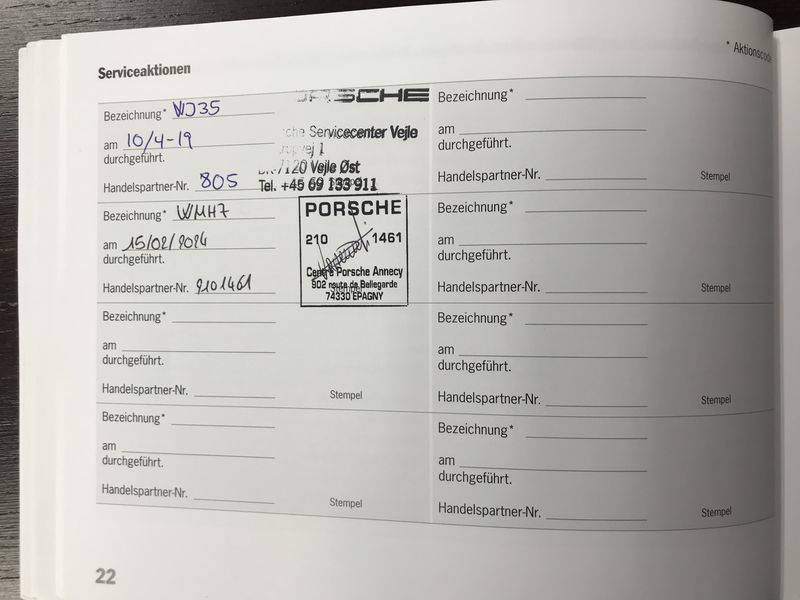 * Aktionscode
Serviceaktionen
Bezeichnung* WJ35
am 10/4-19
durchgeführt.
Handelspartner-Nr. 805
PORSCHE
Servicecenter Vejle
1
7120 Vejle Øst
Tel. +45 69 133 911
Bezeichnung* WMH7
am 15/02/2024
durchgeführt.
Handelspartner-Nr. 2101461
PORSCHE
210 1461
Centre Porsche Annecy
902 route de Bellegarde
74330 EPAGNY
Stempel
Bezeichnung*
am
durchgeführt.
Handelspartner-Nr. Stempel
Bezeichnung*
am
durchgeführt.
Handelspartner-Nr. Stempel
Bezeichnung*
am
durchgeführt.
Handelspartner-Nr. Stempel
Bezeichnung*
am
durchgeführt.
Handelspartner-Nr. Stempel
Bezeichnung*
am
durchgeführt.
Handelspartner-Nr. Stempel
Bezeichnung*
am
durchgeführt.
Handelspartner-Nr. Stempel
22